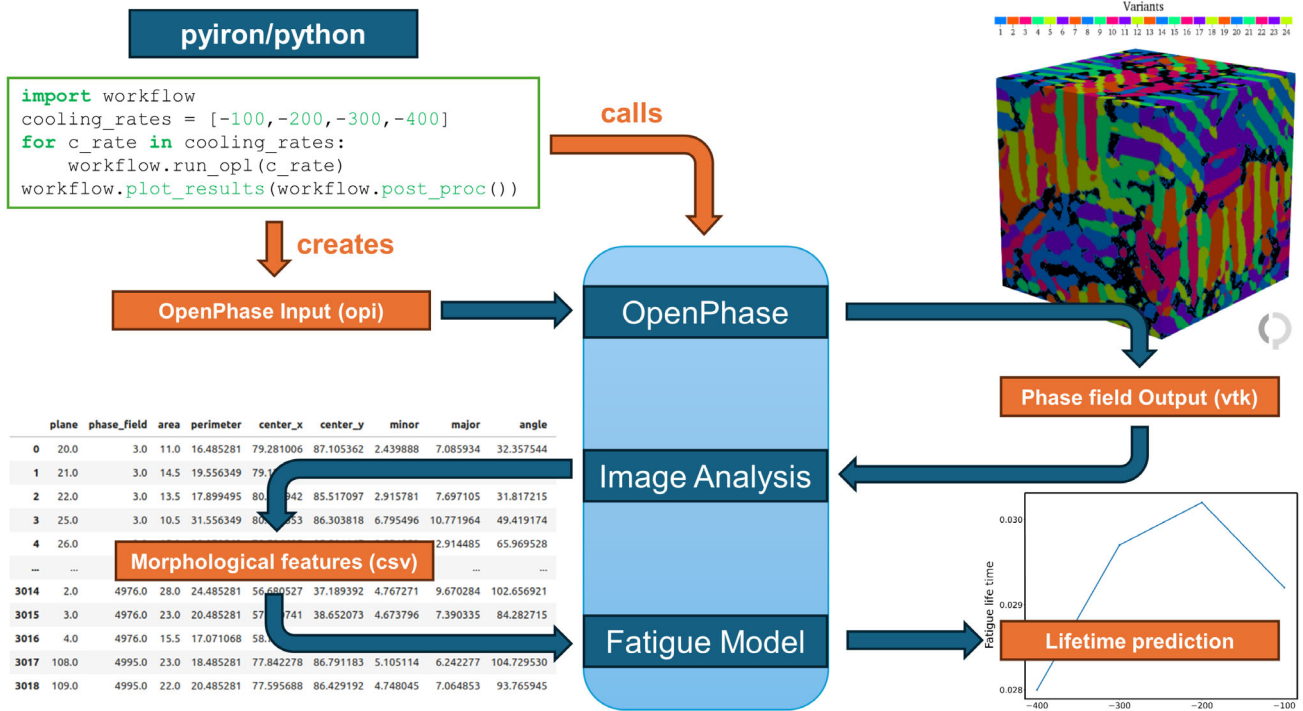 Variants
1 2 3 4 5 6 7 8 9 10 11 12 13 14 15 16 17 18 19 20 21 22 23 24
pyiron/python
import workflow
cooling_rates = [-100,-200,-300,-400]
for c_rate in cooling_rates:
workflow.run_opl(c_rate)
workflow.plot_results(workflow.post_proc())
calls
creates
OpenPhase Input (opi)
OpenPhase
Phase field Output (vtk)
Image Analysis
plane phase_field area perimeter center_x center_y minor major angle
0 20.0 3.0 11.0 16.485281 79.281006 87.105362 2.439888 7.085934 32.357544
1 21.0 3.0 14.5 19.556349
2 22.0 3.0 13.5 17.899495 85.517097 2.915781 7.697105 31.817215
3 25.0 3.0 10.5 31.556349 86.303818 6.795496 10.771964 49.419174
4 26.0 65.969528
... ... ... ...
Morphological features (csv)
3014 2.0 4976.0 28.0 24.485281 56.680527 37.189392 4.767271 9.670284 102.656921
3015 3.0 4976.0 23.0 20.485281 38.652073 4.673796 7.390335 84.282715
3016 4.0 4976.0 15.5 17.071068
3017 108.0 4995.0 23.0 18.485281 77.842278 86.791183 5.105114 6.242277 104.729530
3018 109.0 4995.0 22.0 20.485281 77.595688 86.429192 4.748045 7.064853 93.765945
Fatigue Model
Lifetime prediction
Fatigue life time
0.030
0.029
0.028
−400 −300 −200 −100